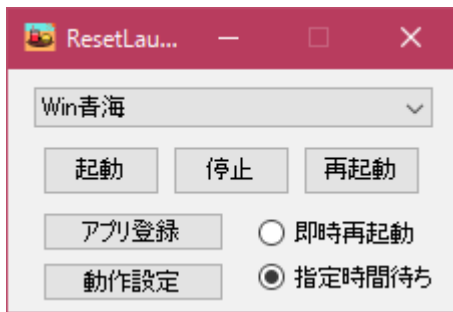 ResetLau...
Win青海
起動 停止 再起動
アプリ登録 即時再起動
動作設定 指定時間待ち